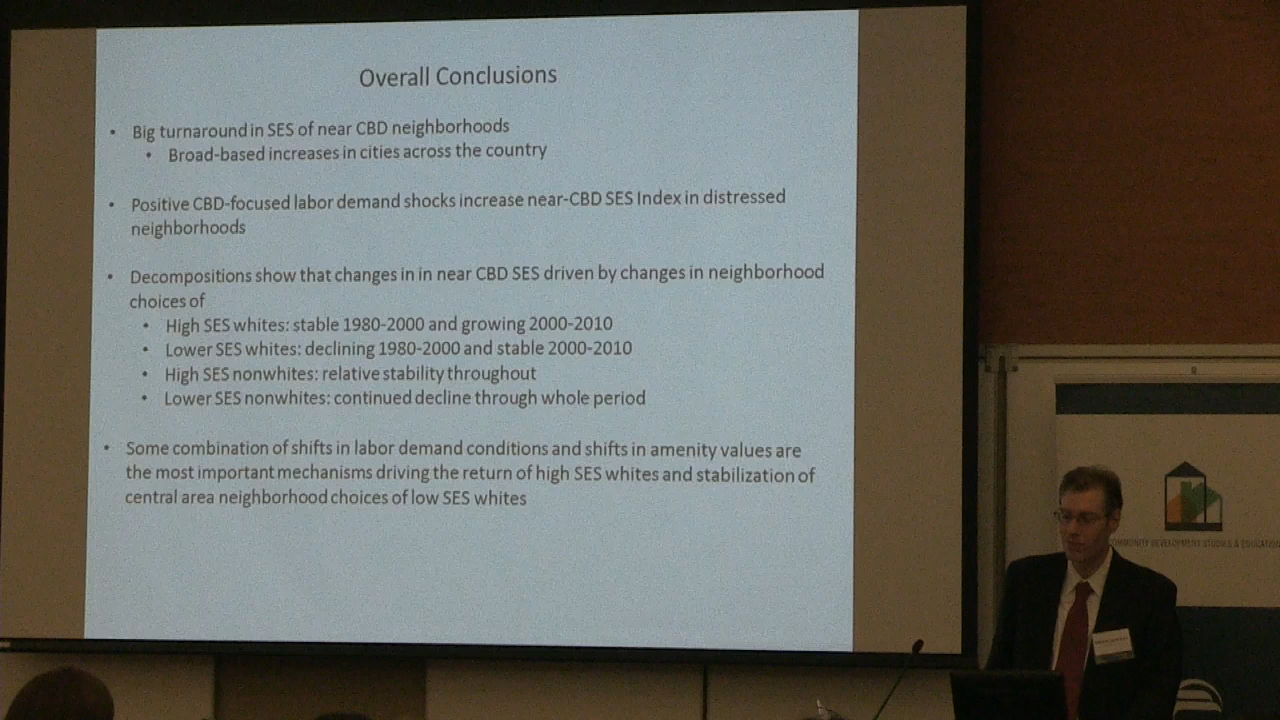 Overall Conclusions
• Big turnaround in SES of near CBD neighborhoods
• Broad-based increases in cities across the country
• Positive CBD-focused labor demand shocks increase near-CBD SES Index in distressed
neighborhoods
• Decompositions show that changes in in near CBD SES driven by changes in neighborhood
choices of
• High SES whites: stable 1980-2000 and growing 2000-2010
• Lower SES whites: declining 1980-2000 and stable 2000-2010
• High SES nonwhites: relative stability throughout
• Lower SES nonwhites: continued decline through whole period
• Some combination of shifts in labor demand conditions and shifts in amenity values are
the most important mechanisms driving the return of high SES whites and stabilization of
central area neighborhood choices of low SES whites
COMMUNITY DEVELOPMENT STUDIES & EDUCATION